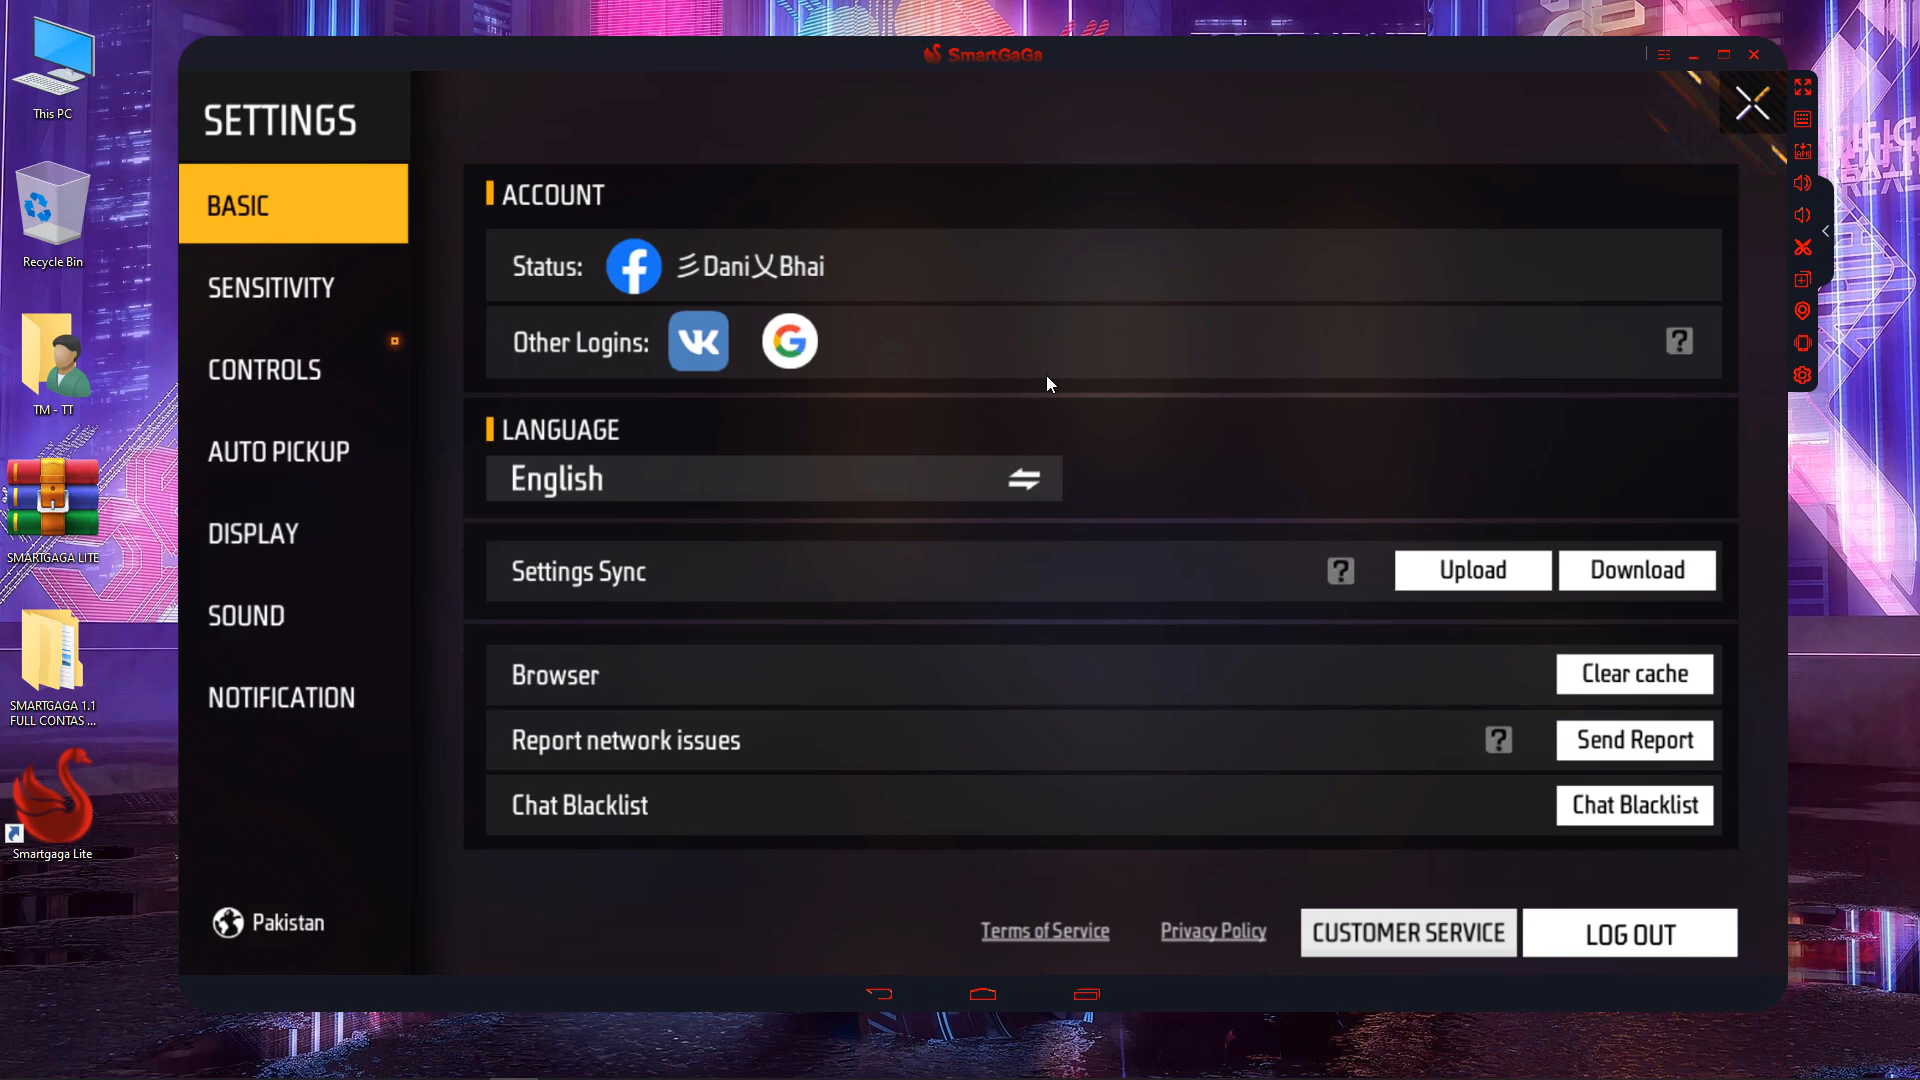 SmartGaGa
This PC
Recycle Bin
TM - TT
SMARTGAGA LITE
SMARTGAGA 1.1
FULL CONTAS ...
Smartgaga Lite
SETTINGS
BASIC
SENSITIVITY
CONTROLS
AUTO PICKUP
DISPLAY
SOUND
NOTIFICATION
Pakistan
ACCOUNT
Status: 彡Dani乂Bhai
Other Logins: ?
LANGUAGE
English
Settings Sync ? Upload Download
Browser Clear cache
Report network issues ? Send Report
Chat Blacklist Chat Blacklist
Terms of Service Privacy Policy CUSTOMER SERVICE LOG OUT